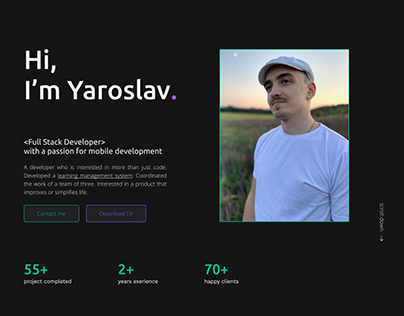 Hi,
I’m Yaroslav.
<Full Stack Developer>
with a passion for mobile development
A developer who is interested in more than just code.
Developed a learning management system. Coordinated
the work of a team of three. Interested in a product that
improves or simplifies life.
Contact me
Download CV
scroll down
55+
2+
70+
project completed
years exerience
happy clients